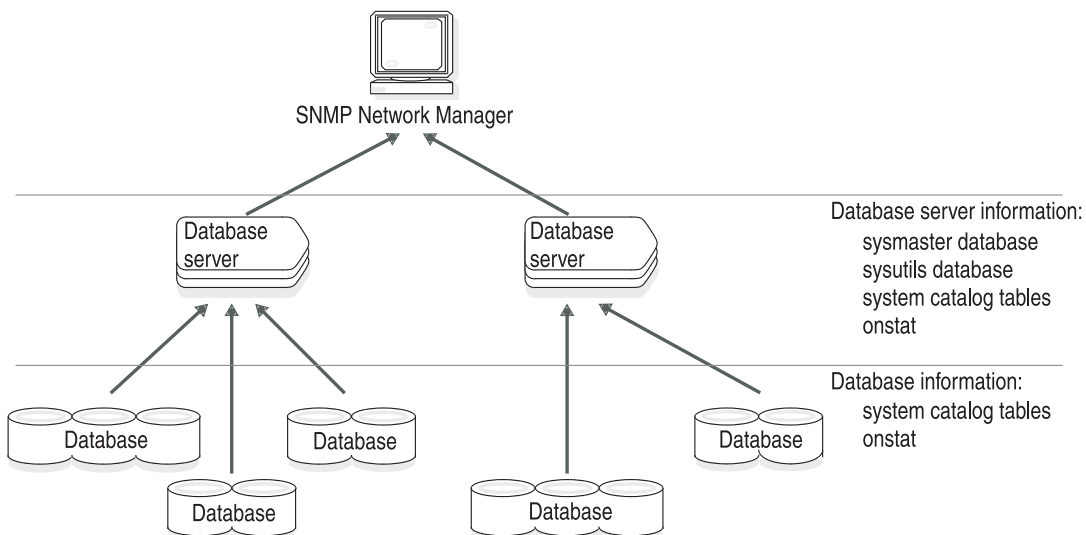 SNMP Network Manager
Database
server
Database
server
Database server information:
sysmaster database
sysutils database
system catalog tables
onstat
Database information:
system catalog tables
onstat
Database
Database
Database
Database
Database